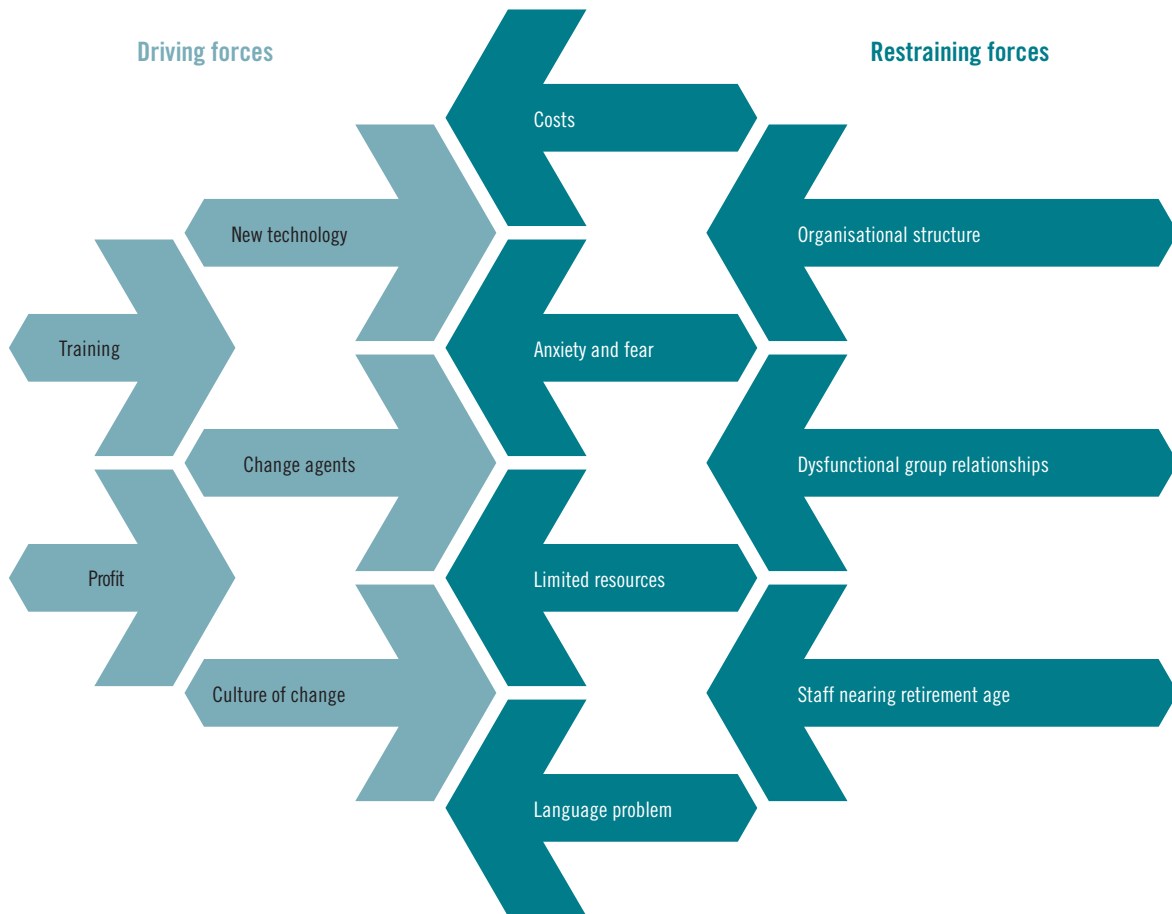 Driving forces
Restraining forces
Costs
New technology
Organisational structure
Training
Anxiety and fear
Change agents
Dysfunctional group relationships
Profit
Limited resources
Culture of change
Staff nearing retirement age
Language problem